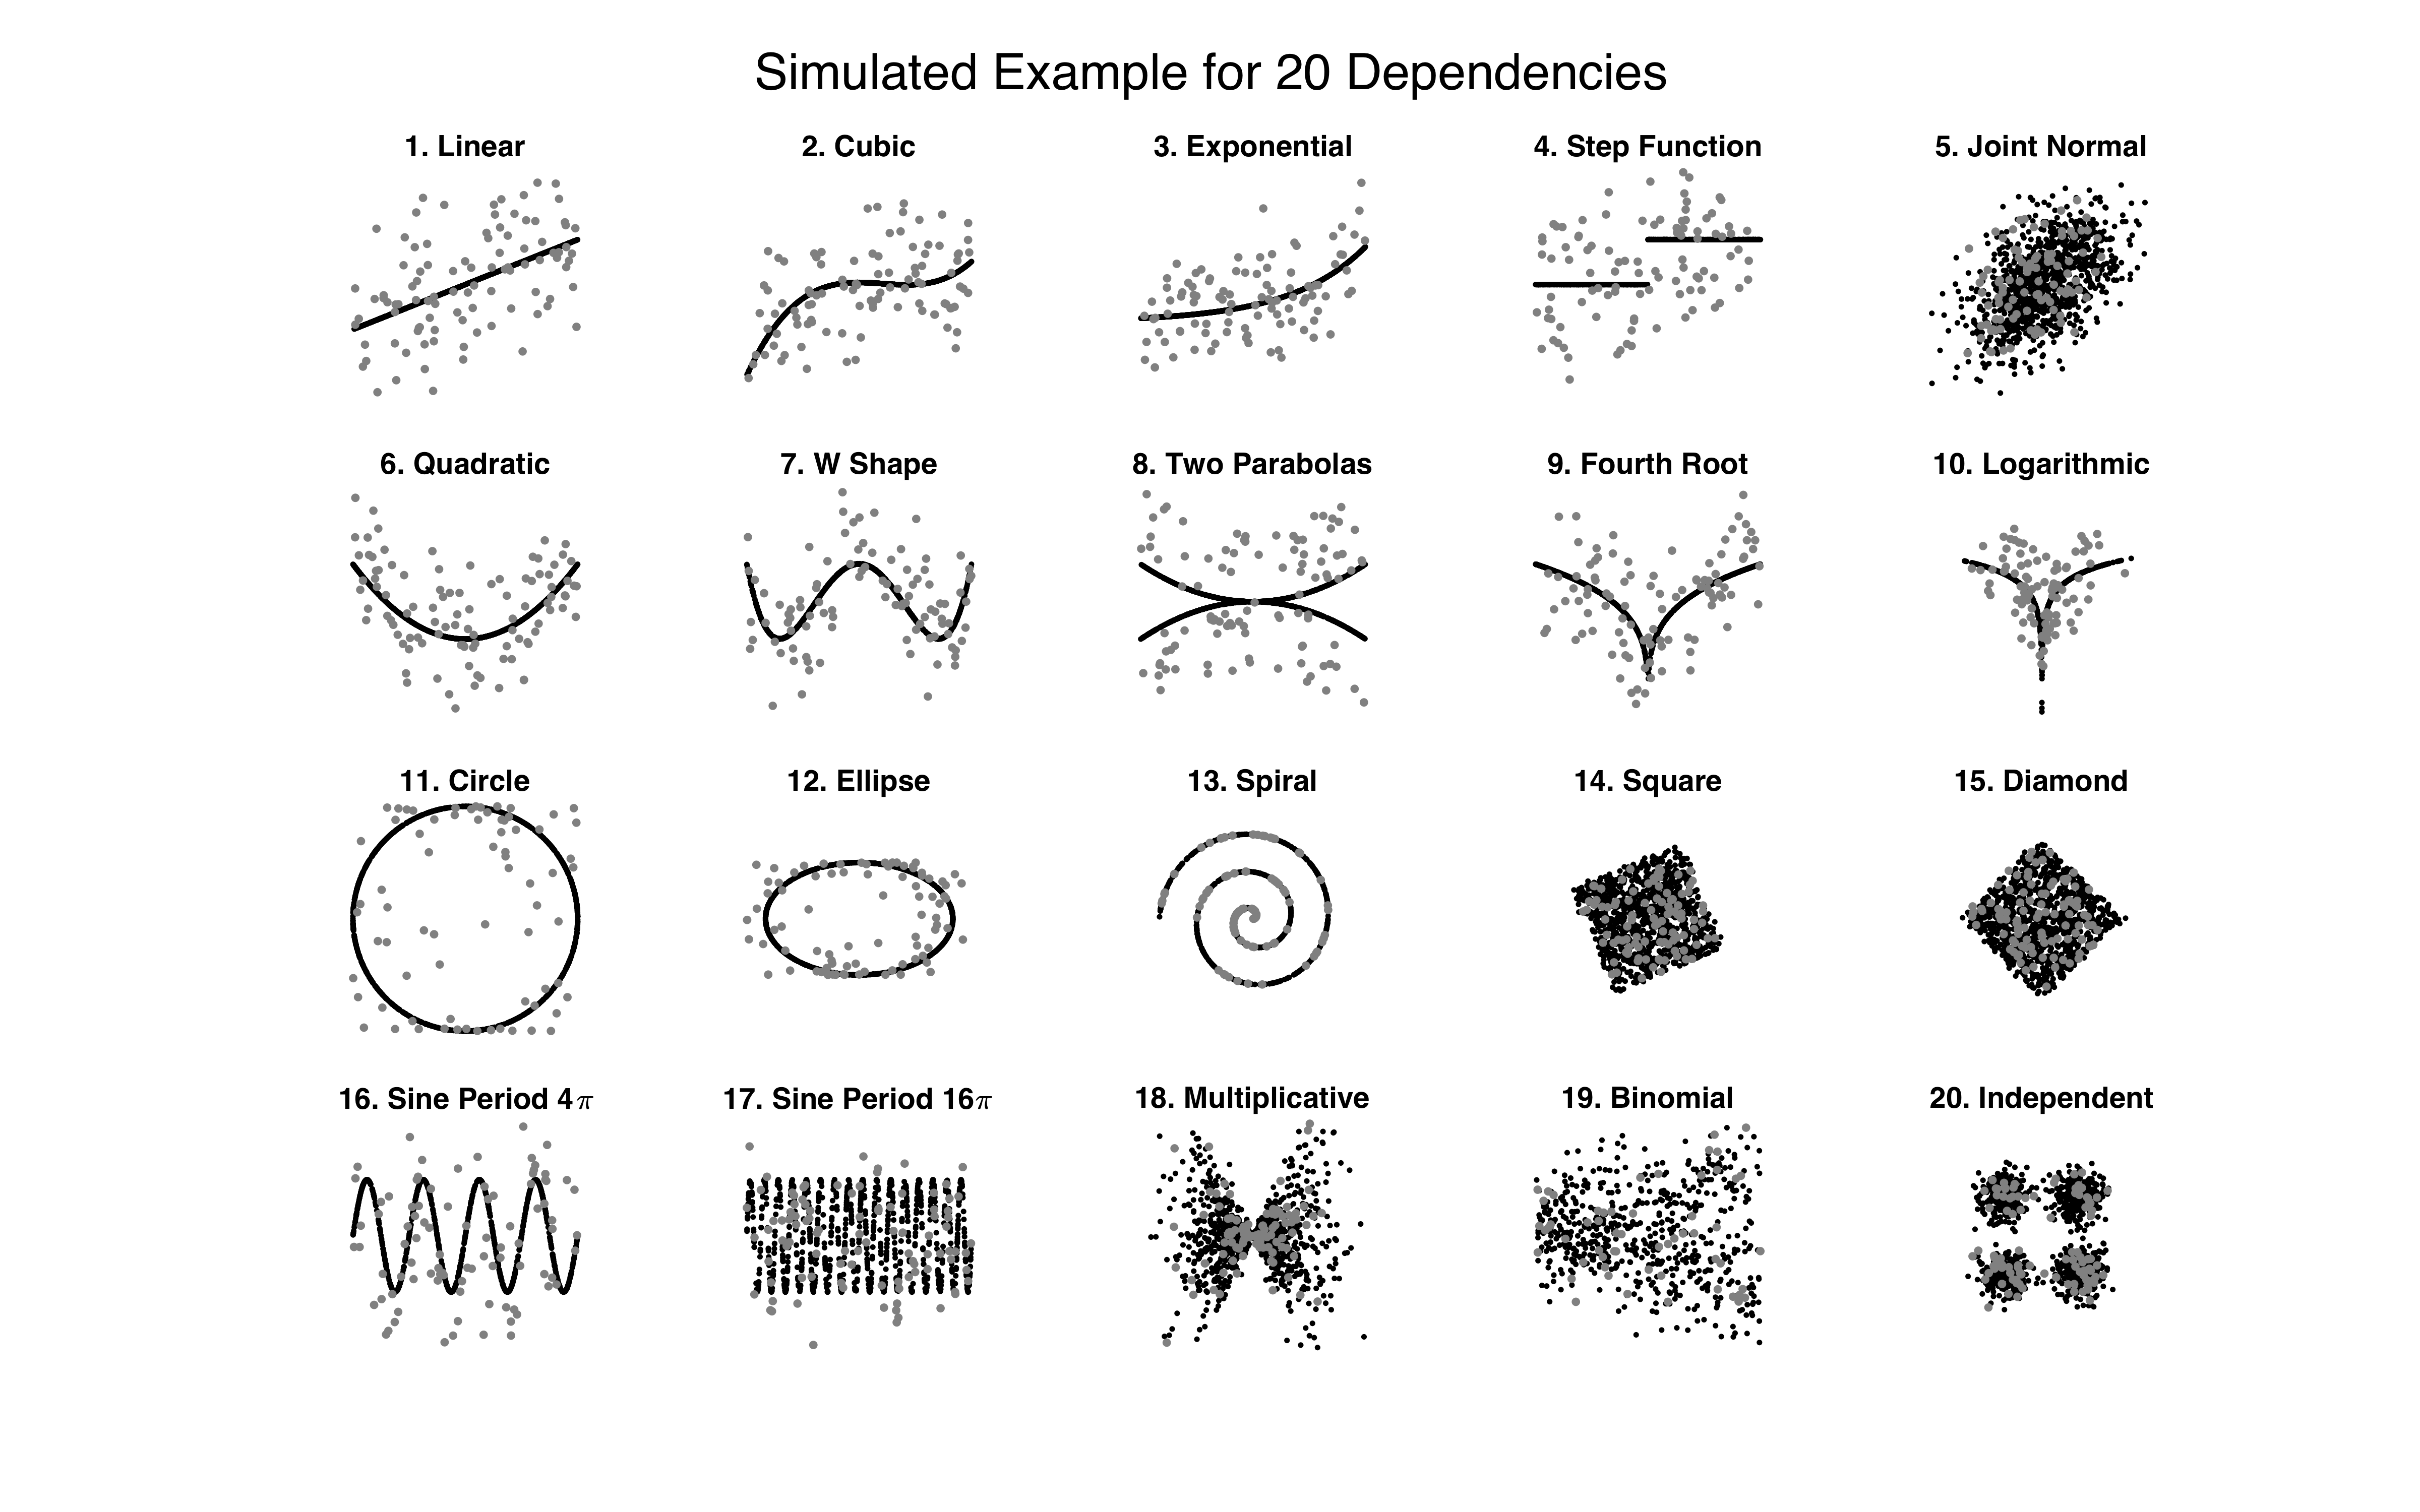 Simulated Example for 20 Dependencies
1. Linear
2. Cubic
3. Exponential
4. Step Function
5. Joint Normal
6. Quadratic
7. W Shape
8. Two Parabolas
9. Fourth Root
10. Logarithmic
11. Circle
12. Ellipse
13. Spiral
14. Square
15. Diamond
16. Sine Period 4π
17. Sine Period 16π
18. Multiplicative
19. Binomial
20. Independent